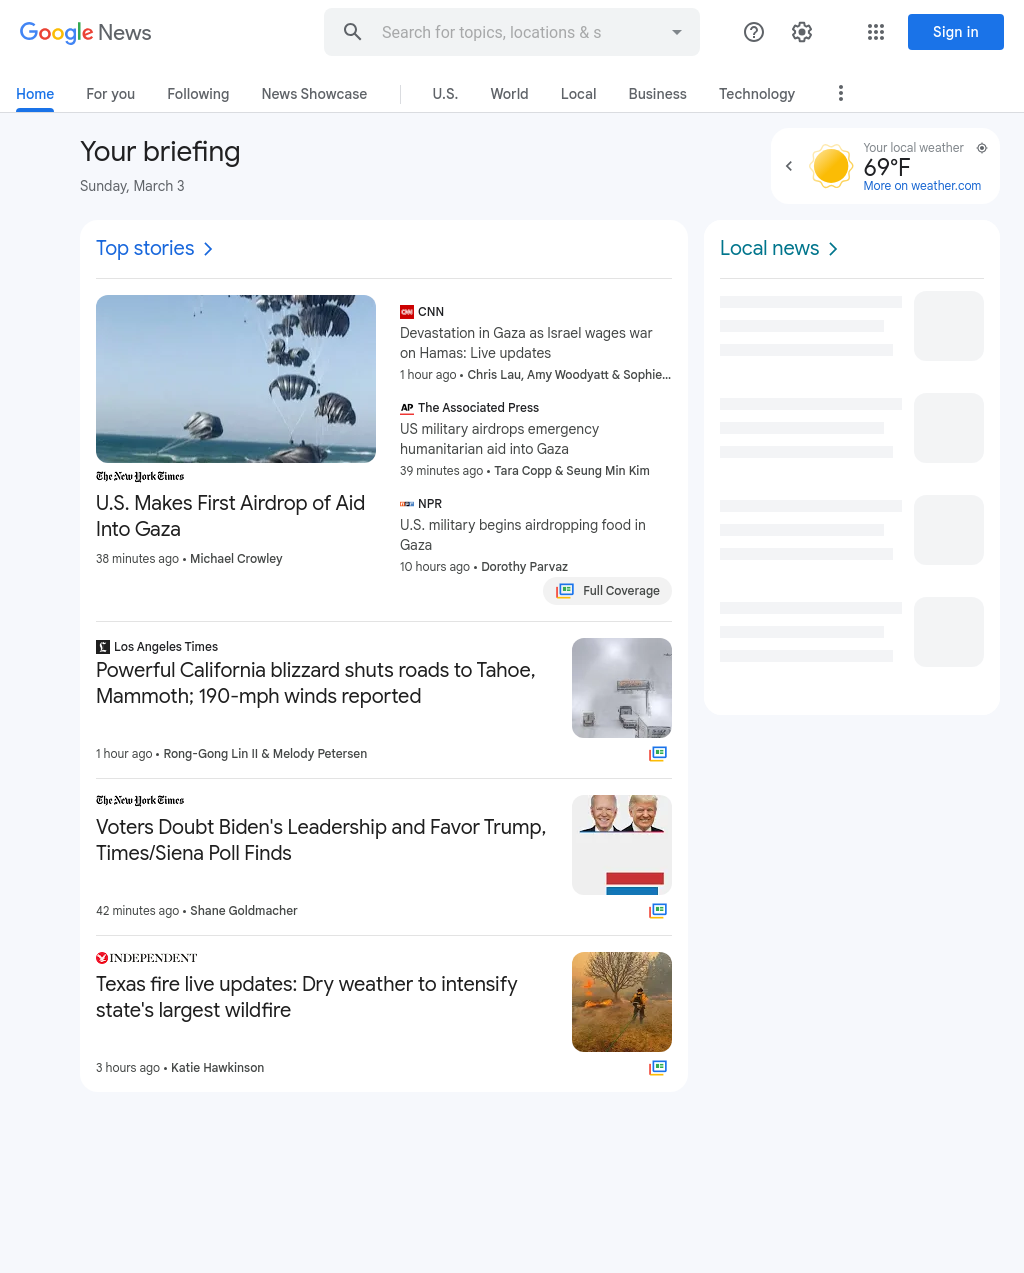 Google News
Search for topics, locations & s
Sign in
Home
For you
Following
News Showcase
U.S.
World
Local
Business
Technology
Your briefing
Sunday, March 3
Your local weather
69°F
More on weather.com
Top stories
The New York Times
U.S. Makes First Airdrop of Aid
Into Gaza
38 minutes ago • Michael Crowley
CNN
CNN
Devastation in Gaza as Israel wages war
on Hamas: Live updates
1 hour ago • Chris Lau, Amy Woodyatt & Sophie...
AP The Associated Press
US military airdrops emergency
humanitarian aid into Gaza
39 minutes ago • Tara Copp & Seung Min Kim
npr NPR
U.S. military begins airdropping food in
Gaza
10 hours ago • Dorothy Parvaz
Full Coverage
Los Angeles Times
Powerful California blizzard shuts roads to Tahoe,
Mammoth; 190-mph winds reported
1 hour ago • Rong-Gong Lin II & Melody Petersen
The New York Times
Voters Doubt Biden's Leadership and Favor Trump,
Times/Siena Poll Finds
42 minutes ago • Shane Goldmacher
INDEPENDENT
Texas fire live updates: Dry weather to intensify
state's largest wildfire
3 hours ago • Katie Hawkinson
Local news